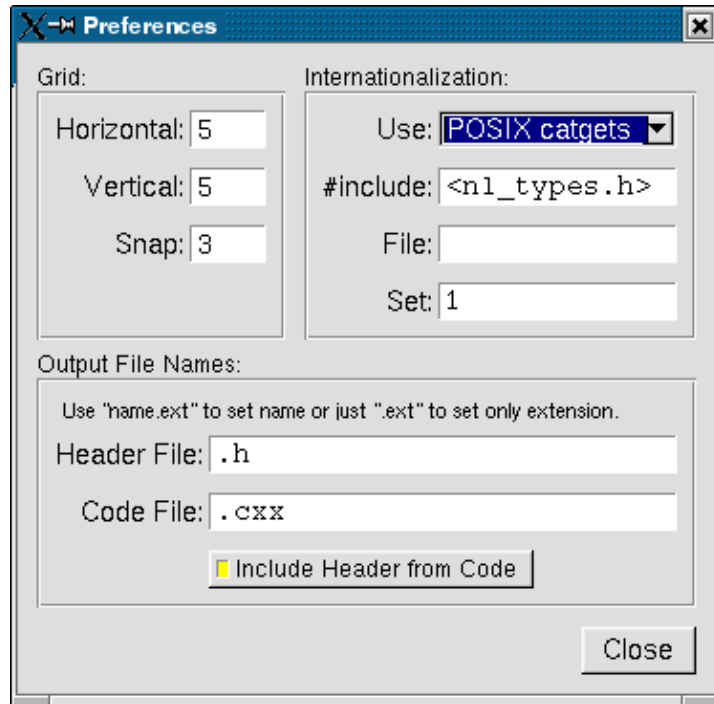 Preferences
Grid:
Horizontal: 5
Vertical: 5
Snap: 3
Internationalization:
Use: POSIX catgets
#include: <nl_types.h>
File:
Set: 1
Output File Names:
Use "name.ext" to set name or just ".ext" to set only extension.
Header File: .h
Code File: .cxx
Include Header from Code
Close